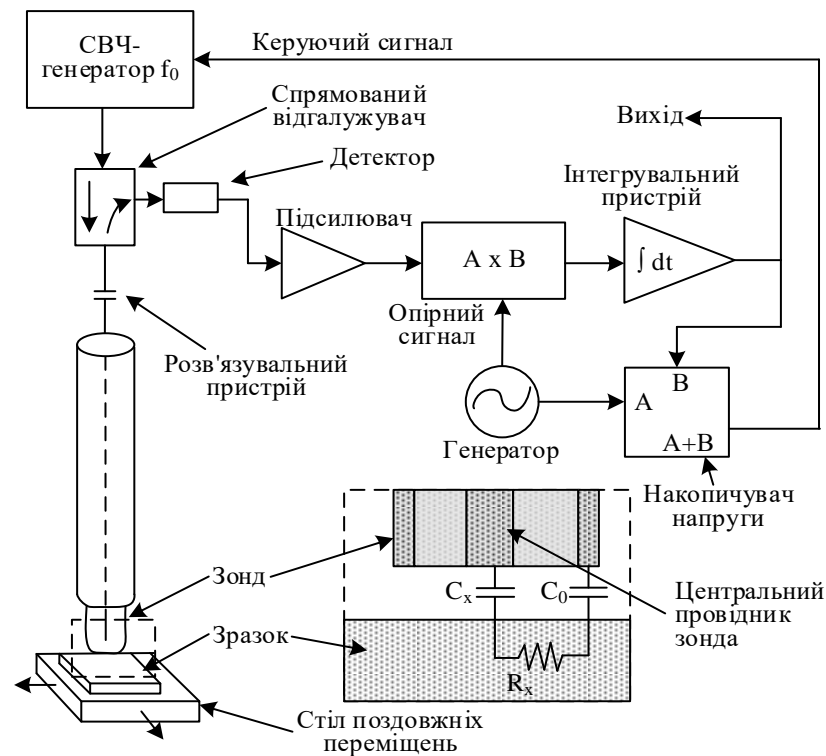 СВЧ-
генератор f₀
Керуючий сигнал
Спрямований
відгалужувач
Детектор
Вихід
Інтегрувальний
пристрій
Підсилювач
A x B
∫ dt
Опірний
сигнал
Розв'язувальний
пристрій
Генератор
B
A
A+B
Накопичувач
напруги
Зонд
Cₓ
C₀
Центральний
провідник
зонда
Зразок
Rₓ
Стіл поздовжніх
переміщень